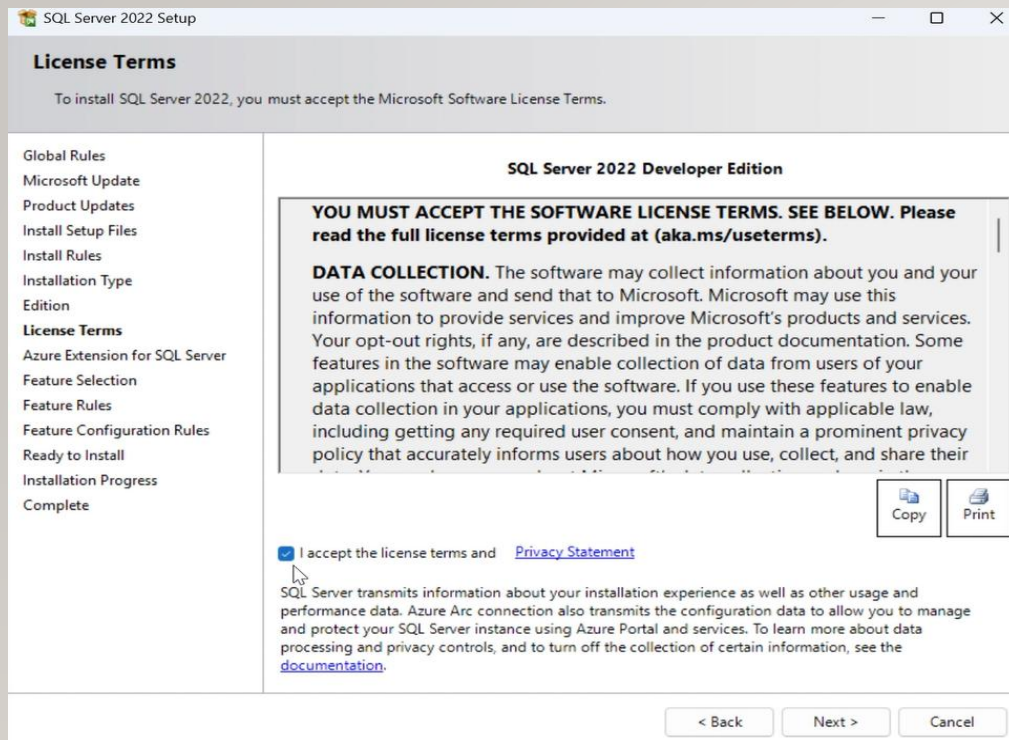 SQL Server 2022 Setup
License Terms
To install SQL Server 2022, you must accept the Microsoft Software License Terms.
Global Rules
Microsoft Update
Product Updates
Install Setup Files
Install Rules
Installation Type
Edition
License Terms
Azure Extension for SQL Server
Feature Selection
Feature Rules
Feature Configuration Rules
Ready to Install
Installation Progress
Complete
SQL Server 2022 Developer Edition
YOU MUST ACCEPT THE SOFTWARE LICENSE TERMS. SEE BELOW. Please
read the full license terms provided at (aka.ms/useterms).
DATA COLLECTION. The software may collect information about you and your
use of the software and send that to Microsoft. Microsoft may use this
information to provide services and improve Microsoft's products and services.
Your opt-out rights, if any, are described in the product documentation. Some
features in the software may enable collection of data from users of your
applications that access or use the software. If you use these features to enable
data collection in your applications, you must comply with applicable law,
including getting any required user consent, and maintain a prominent privacy
policy that accurately informs users about how you use, collect, and share their
Copy
Print
I accept the license terms and Privacy Statement
SQL Server transmits information about your installation experience as well as other usage and
performance data. Azure Arc connection also transmits the configuration data to allow you to manage
and protect your SQL Server instance using Azure Portal and services. To learn more about data
processing and privacy controls, and to turn off the collection of certain information, see the
documentation.
< Back
Next >
Cancel